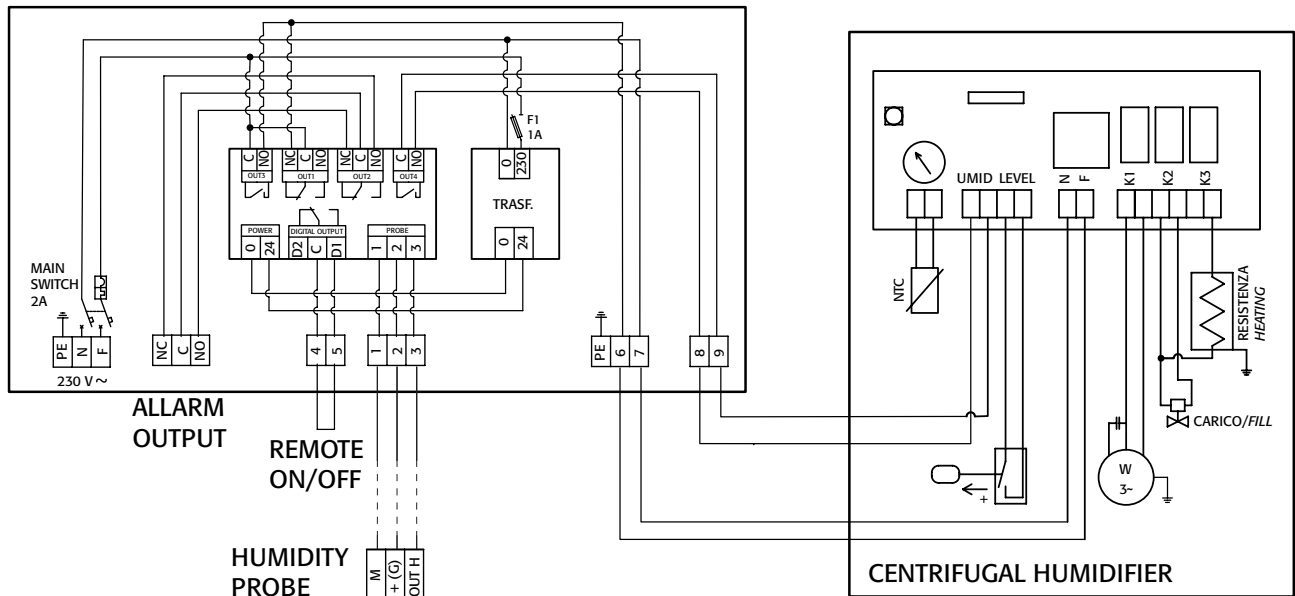 F1
1A
C NO NC C NO NC C NO C NO
OUT3 OUT1 OUT2 OUT4
0 230
TRASF.
0 24
POWER DIGITAL OUTPUT PROBE
0 24 D2 C D1 1 2 3
MAIN
SWITCH
2A
PE N F
230 V ~
NC C NO
4 5
1 2 3
PE 6 7
8 9
ALLARM
OUTPUT
REMOTE
ON/OFF
HUMIDITY
PROBE
M + (G) OUT H
UMID LEVEL N F K1 K2 K3
NTC
RESISTENZA
HEATING
CARICO/FILL
+
W
3~
CENTRIFUGAL HUMIDIFIER